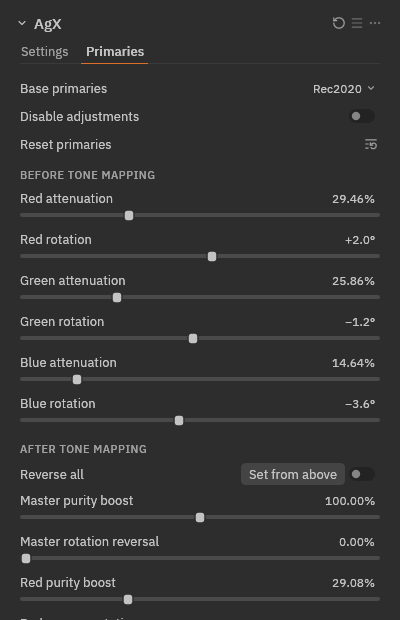 AgX
Settings Primaries
Base primaries Rec2020
Disable adjustments
Reset primaries
BEFORE TONE MAPPING
Red attenuation 29.46%
Red rotation +2.0°
Green attenuation 25.86%
Green rotation −1.2°
Blue attenuation 14.64%
Blue rotation −3.6°
AFTER TONE MAPPING
Reverse all Set from above
Master purity boost 100.00%
Master rotation reversal 0.00%
Red purity boost 29.08%